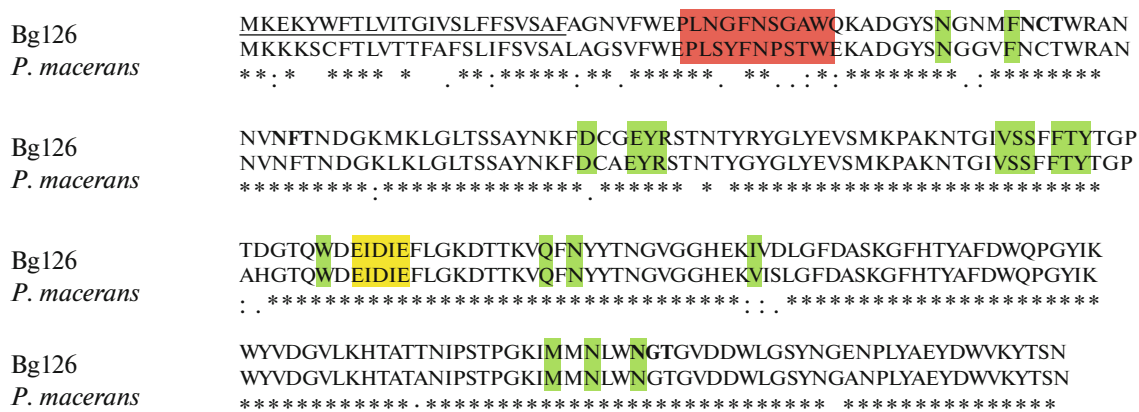 Bg126 MKEKYWFTLVITGIVSLFFSVSAFAGNVFWEPLNGFNSGAWQKADGYSNGNMFNCTWRAN
P. macerans MKKKSCFTLVTTFAFSLIFSVSALAGSVFWEPLSYFNPSTWEKADGYSNGGVFNCTWRAN
**:* **** * .**:*****:**.****** ** ..:*:********..:********
Bg126 NVNFTNDGKMKLGLTSSAYNKFDCGEYRSTNTYRYGLYEVSMKPAKNTGIVSSFFTYTGP
P. macerans NVNFTNDGKLKLGLTSSAYNKFDCAEYRSTNTYGYGLYEVSMKPAKNTGIVSSFFTYTGP
*********:**************.******** **************************
Bg126 TDGTQWDEIDIEFLGKDTTKVQFNYYTNGVGGHEKIVDLGFDASKGFHTYAFDWQPGYIK
P. macerans AHGTQWDEIDIEFLGKDTTKVQFNYYTNGVGGHEKVISLGFDASKGFHTYAFDWQPGYIK
:.*********************************::.**********************
Bg126 WYVDGVLKHTATTNIPSTPGKIMMNLWNGTGVDDWLGSYNGENPLYAEYDWVKYTSN
P. macerans WYVDGVLKHTATANIPSTPGKIMMNLWNGTGVDDWLGSYNGANPLYAEYDWVKYTSN
************.**************************** ***************